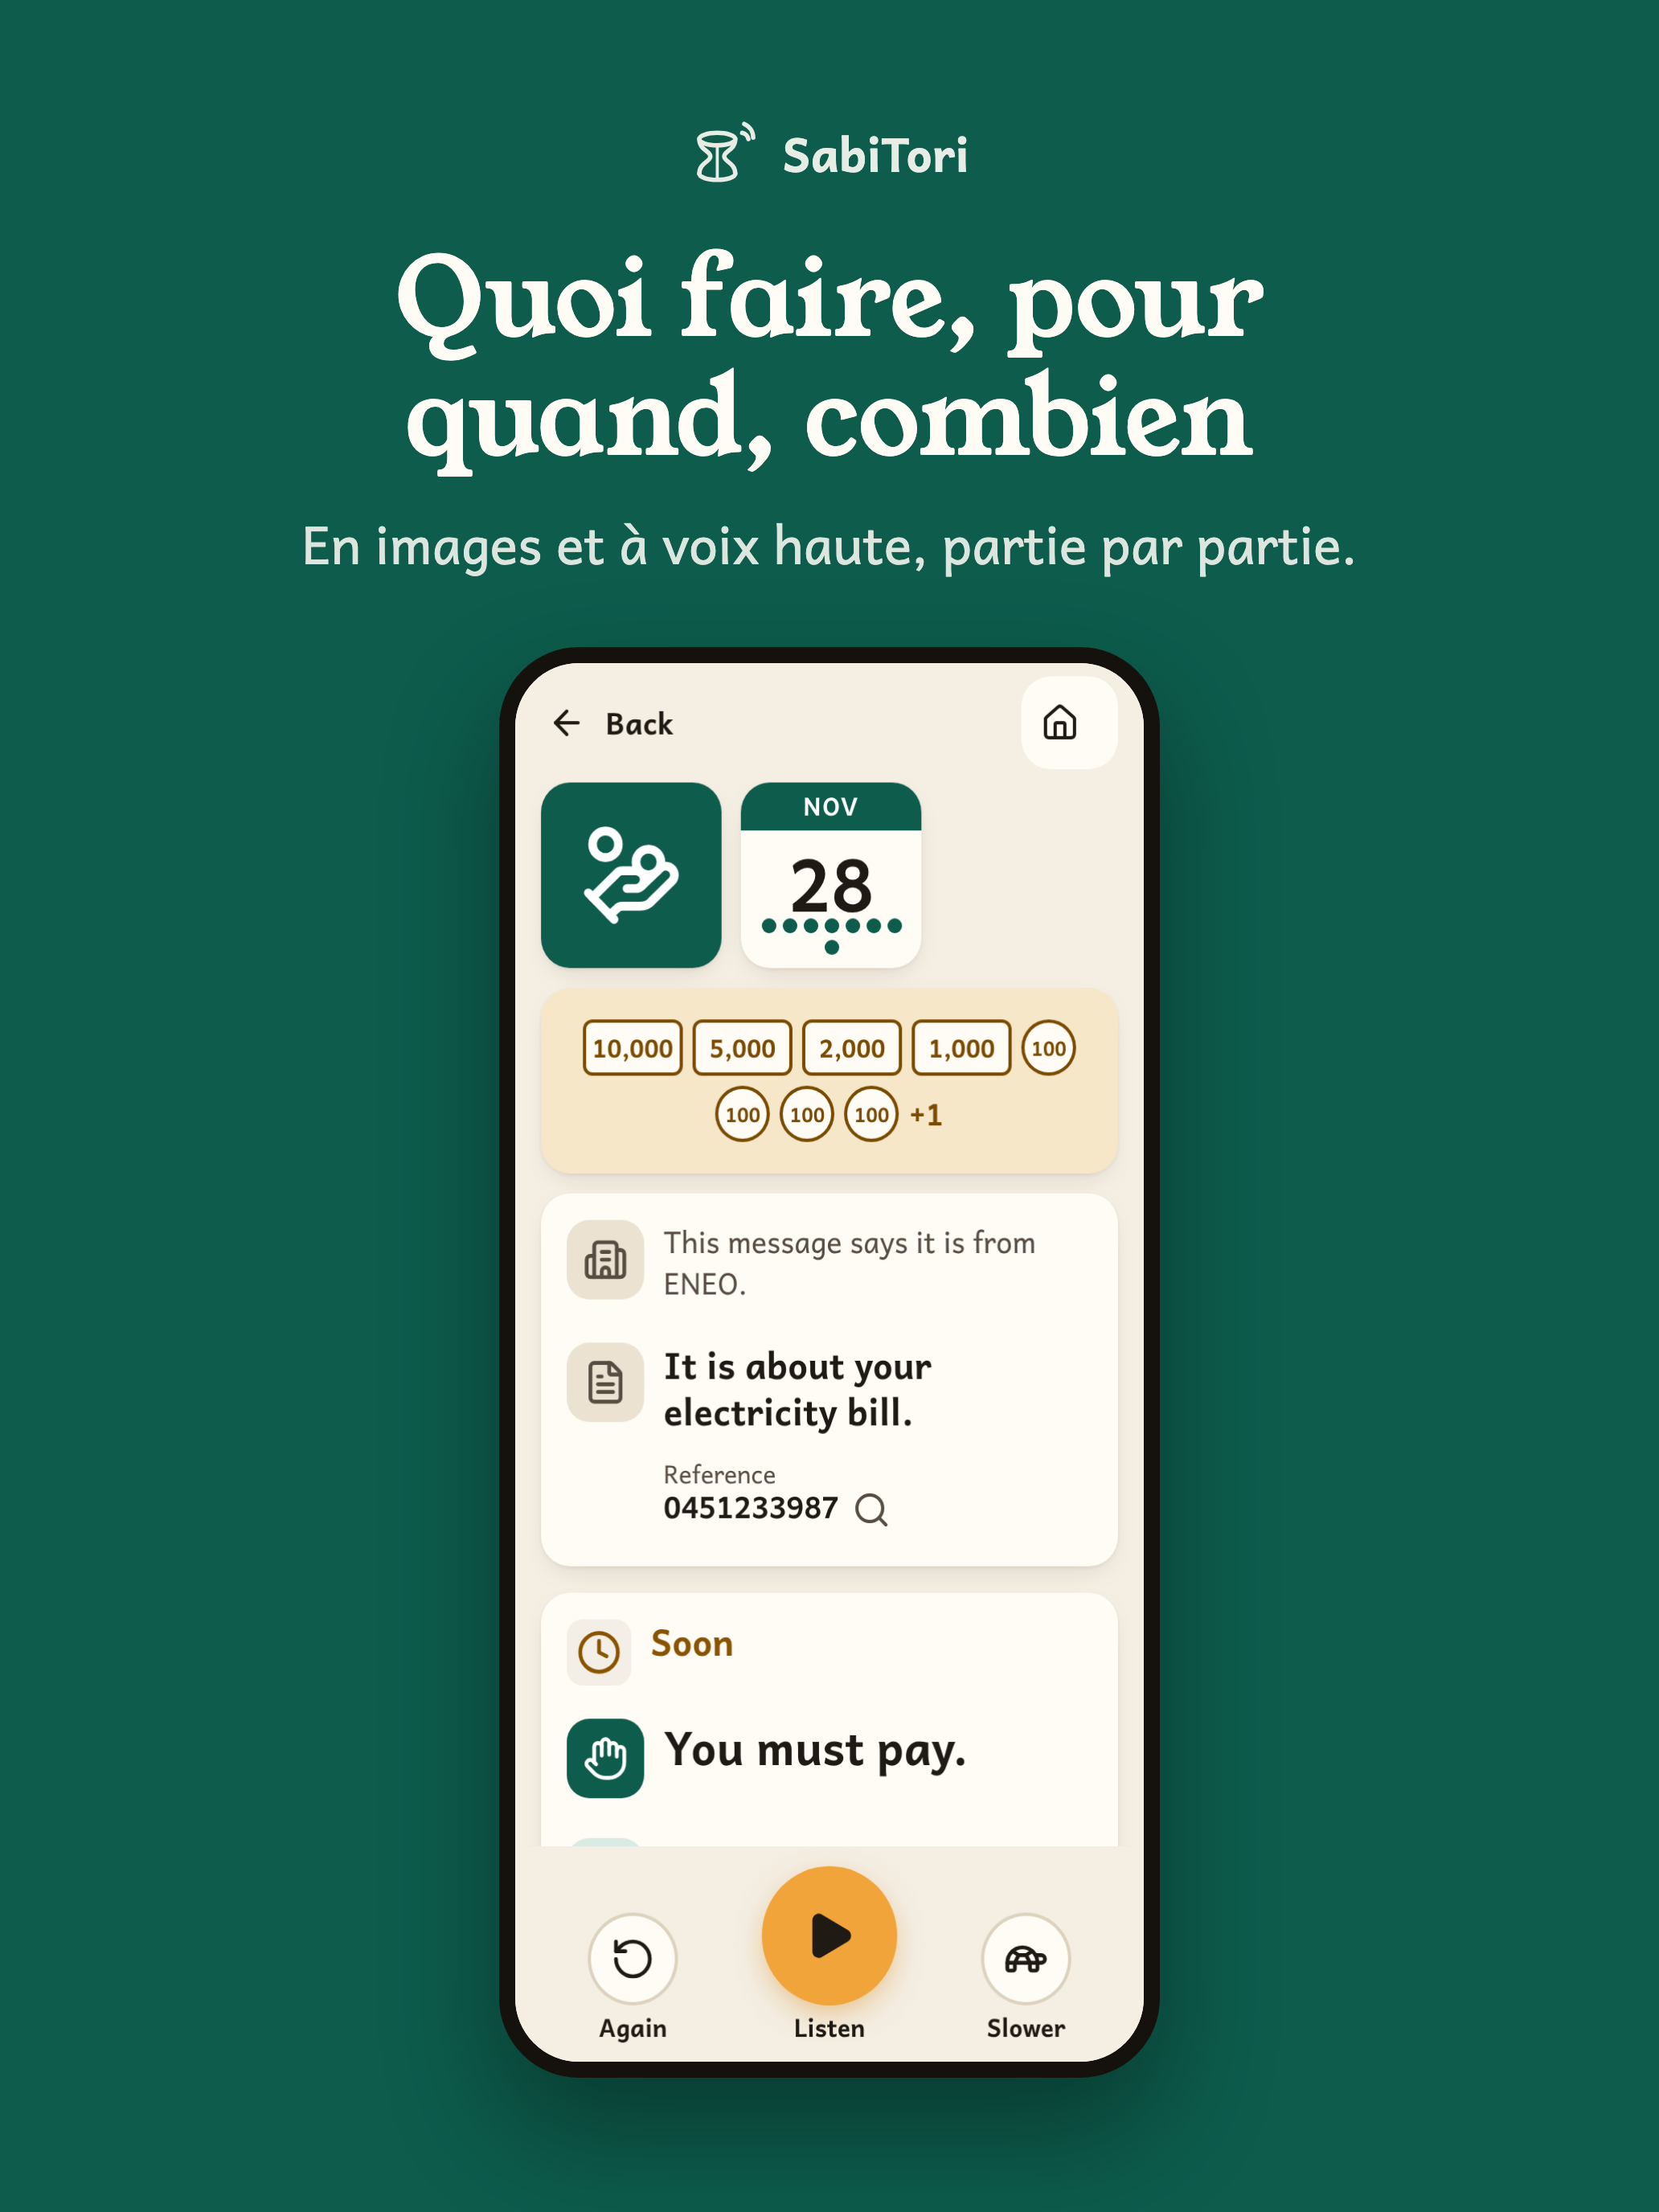 SabiTori
Quoi faire, pour
quand, combien
En images et à voix haute, partie par partie.
Back
NOV
28
10,000 5,000 2,000 1,000 100
100 100 100 +1
This message says it is from
ENEO.
It is about your
electricity bill.
Reference
0451233987
Soon
You must pay.
Again Listen Slower